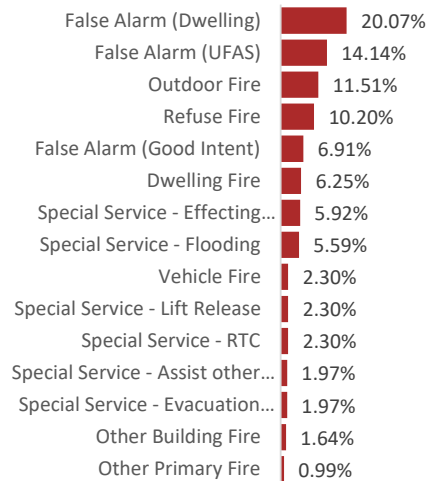 False Alarm (Dwelling) 20.07%
False Alarm (UFAS) 14.14%
Outdoor Fire 11.51%
Refuse Fire 10.20%
False Alarm (Good Intent) 6.91%
Dwelling Fire 6.25%
Special Service - Effecting... 5.92%
Special Service - Flooding 5.59%
Vehicle Fire 2.30%
Special Service - Lift Release 2.30%
Special Service - RTC 2.30%
Special Service - Assist other... 1.97%
Special Service - Evacuation... 1.97%
Other Building Fire 1.64%
Other Primary Fire 0.99%